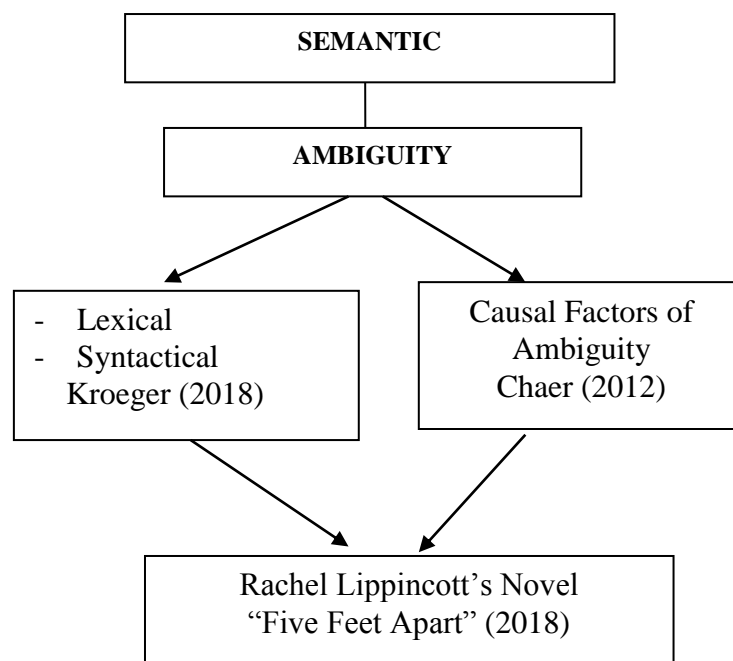 SEMANTIC
AMBIGUITY
- Lexical
- Syntactical
Kroeger (2018)
Causal Factors of
Ambiguity
Chaer (2012)
Rachel Lippincott’s Novel
“Five Feet Apart” (2018)